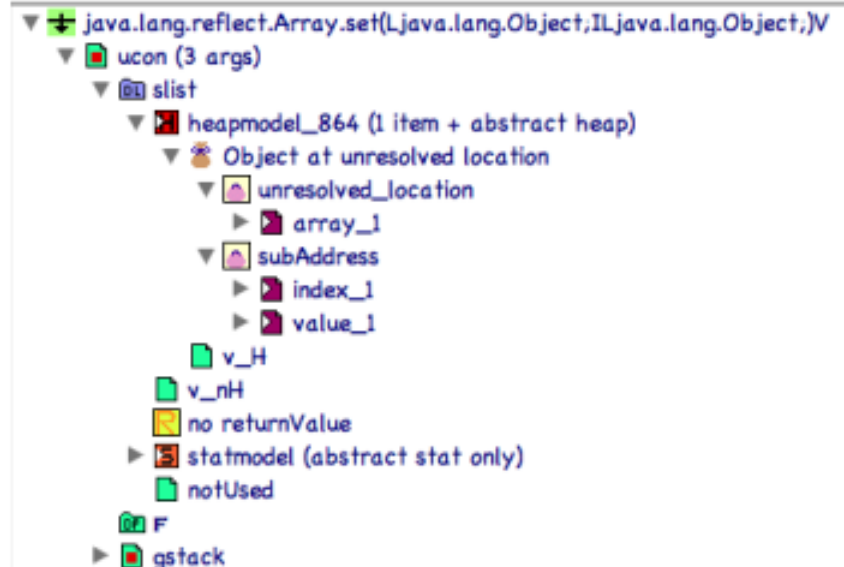 java.lang.reflect.Array.set(Ljava.lang.Object;ILjava.lang.Object;)V
ucon (3 args)
DL slist
H heapmodel_864 (1 item + abstract heap)
Object at unresolved location
unresolved_location
array_1
subAddress
index_1
value_1
v_H
v_nH
R no returnValue
S statmodel (abstract stat only)
notUsed
DF F
gstack